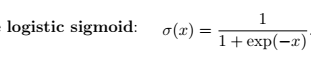 logistic sigmoid: σ(x) = 1 / (1 + exp(−x)).